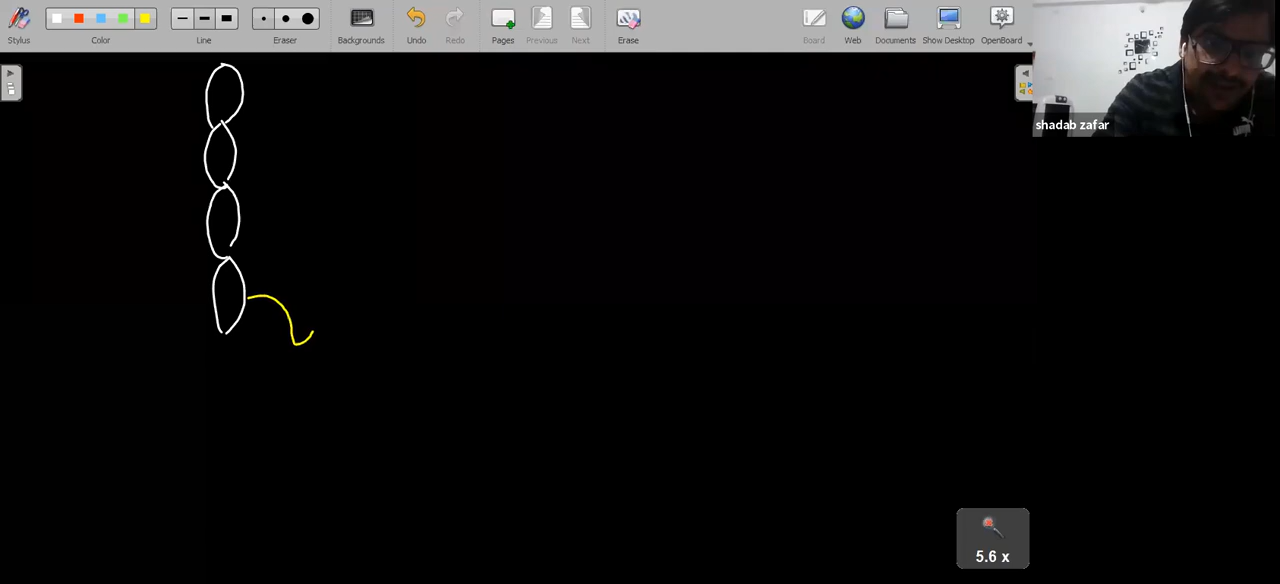 Stylus Color Line Eraser Backgrounds Undo Redo Pages Previous Next Erase Board Web Documents Show Desktop OpenBoard
shadab zafar
5.6 x